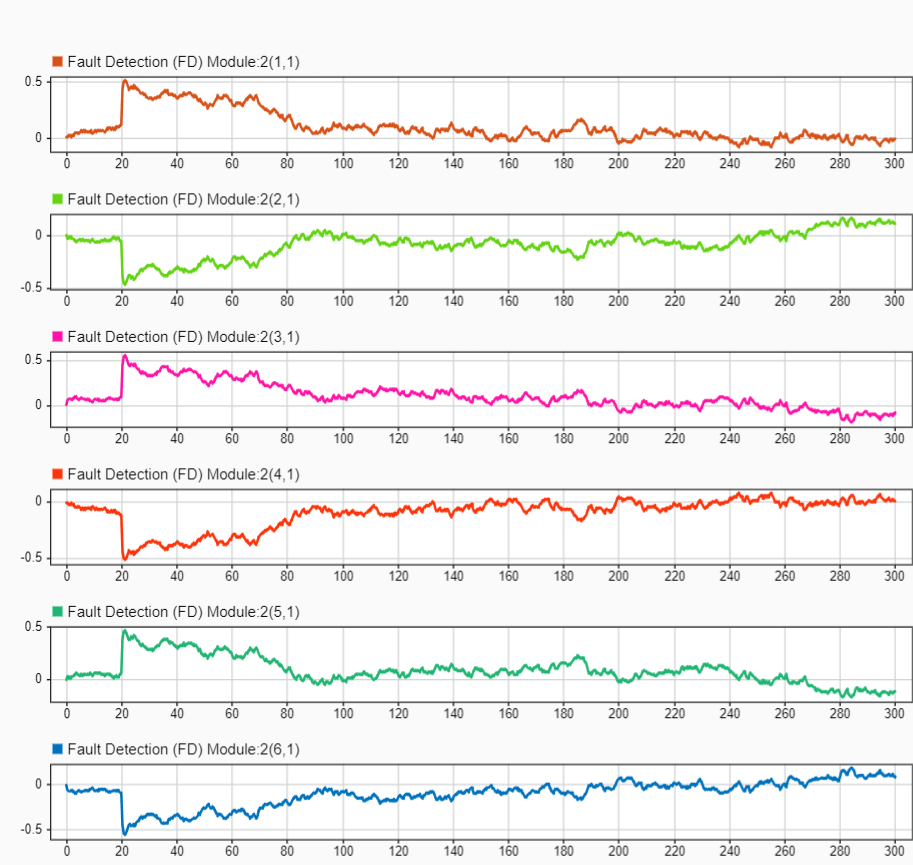 Fault Detection (FD) Module:2(1,1)
0.5
0
0 20 40 60 80 100 120 140 160 180 200 220 240 260 280 300
Fault Detection (FD) Module:2(2,1)
0
-0.5
0 20 40 60 80 100 120 140 160 180 200 220 240 260 280 300
Fault Detection (FD) Module:2(3,1)
0.5
0
0 20 40 60 80 100 120 140 160 180 200 220 240 260 280 300
Fault Detection (FD) Module:2(4,1)
0
-0.5
0 20 40 60 80 100 120 140 160 180 200 220 240 260 280 300
Fault Detection (FD) Module:2(5,1)
0.5
0
0 20 40 60 80 100 120 140 160 180 200 220 240 260 280 300
Fault Detection (FD) Module:2(6,1)
0
-0.5
0 20 40 60 80 100 120 140 160 180 200 220 240 260 280 300